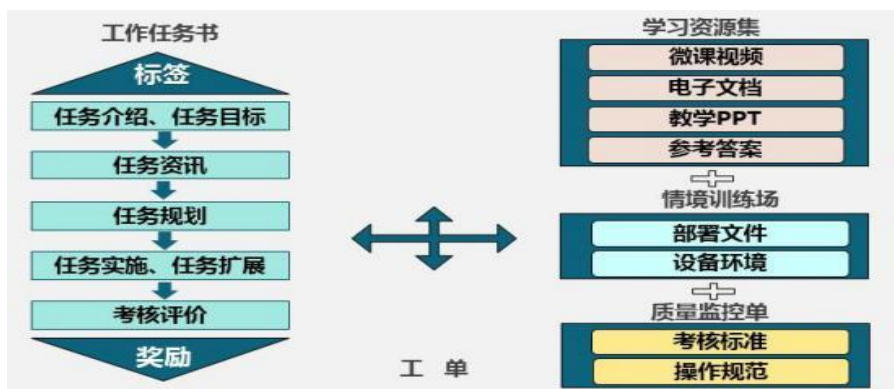 工作任务书
标签
任务介绍、任务目标
任务资讯
任务规划
任务实施、任务扩展
考核评价
奖励
工 单
学习资源集
微课视频
电子文档
教学PPT
参考答案
情境训练场
部署文件
设备环境
质量监控单
考核标准
操作规范